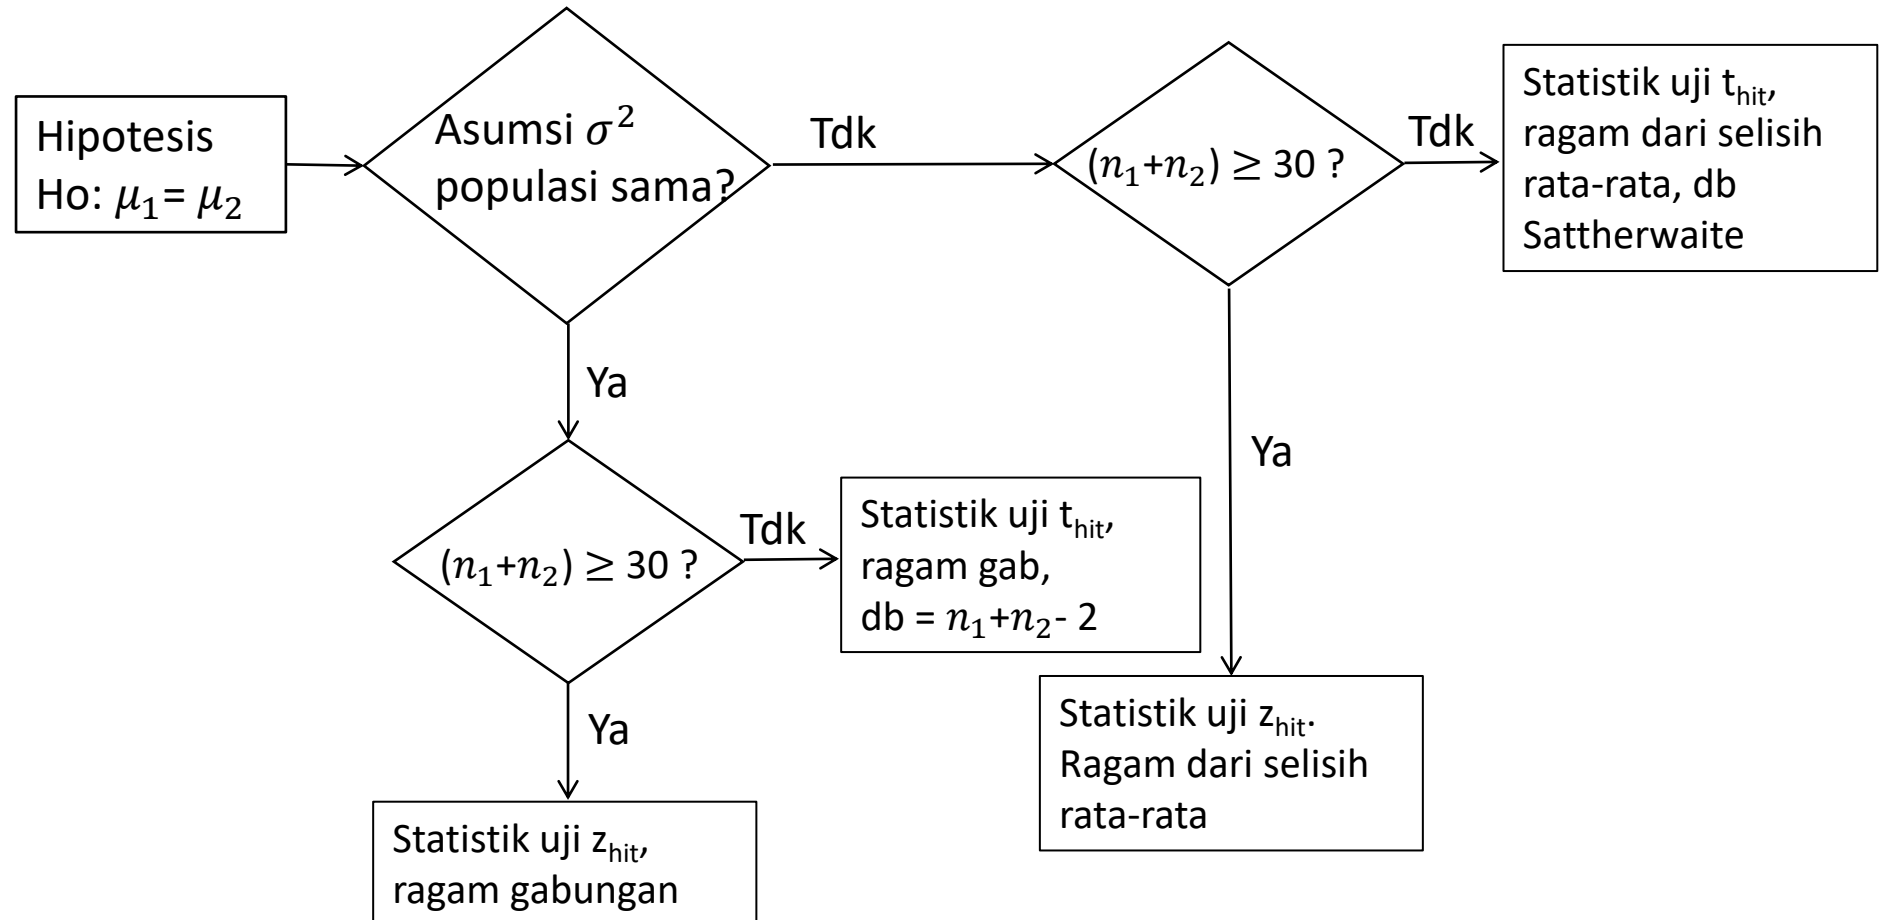 Hipotesis
Ho: 𝜇₁= 𝜇₂
Asumsi 𝜎²
populasi sama?
Tdk
(𝑛₁+𝑛₂) ≥ 30 ?
Tdk
Statistik uji t_hit,
ragam dari selisih
rata-rata, db
Sattherwaite
Ya
(𝑛₁+𝑛₂) ≥ 30 ?
Tdk
Statistik uji t_hit,
ragam gab,
db = 𝑛₁+𝑛₂- 2
Ya
Statistik uji z_hit.
Ragam dari selisih
rata-rata
Ya
Statistik uji z_hit,
ragam gabungan